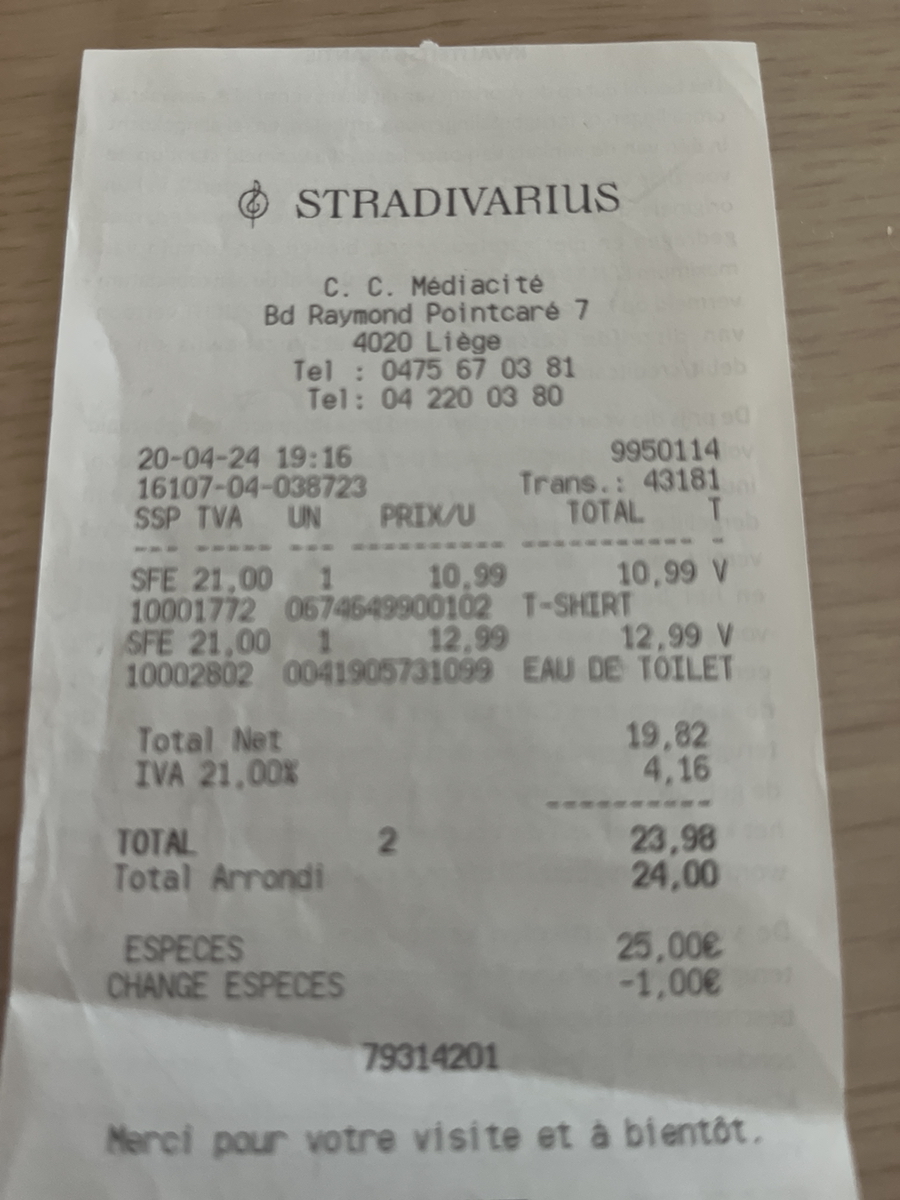 STRADIVARIUS
C. C. Médiacité
Bd Raymond Pointcaré 7
4020 Liège
Tel : 0475 67 03 81
Tel: 04 220 03 80
20-04-24 19:16 9950114
16107-04-038723 Trans.: 43181
SSP TVA UN PRIX/U TOTAL T
--- ----- --- ---------- ----------- -
SFE 21,00 1 10,99 10,99 V
10001772 0674649900102 T-SHIRT
SFE 21,00 1 12,99 12,99 V
10002802 0041905731099 EAU DE TOILET
Total Net 19,82
IVA 21,00% 4,16
----------
TOTAL 2 23,98
Total Arrondi 24,00
ESPECES 25,00€
CHANGE ESPECES -1,00€
79314201
Merci pour votre visite et à bientôt.